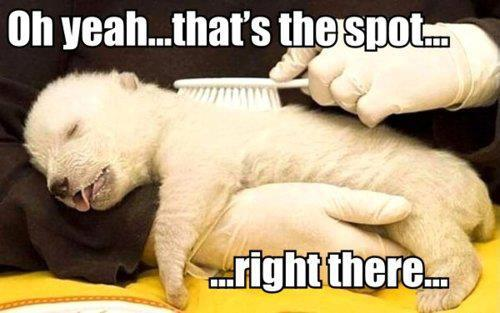 Oh yeah...that's the spot...
...right there...